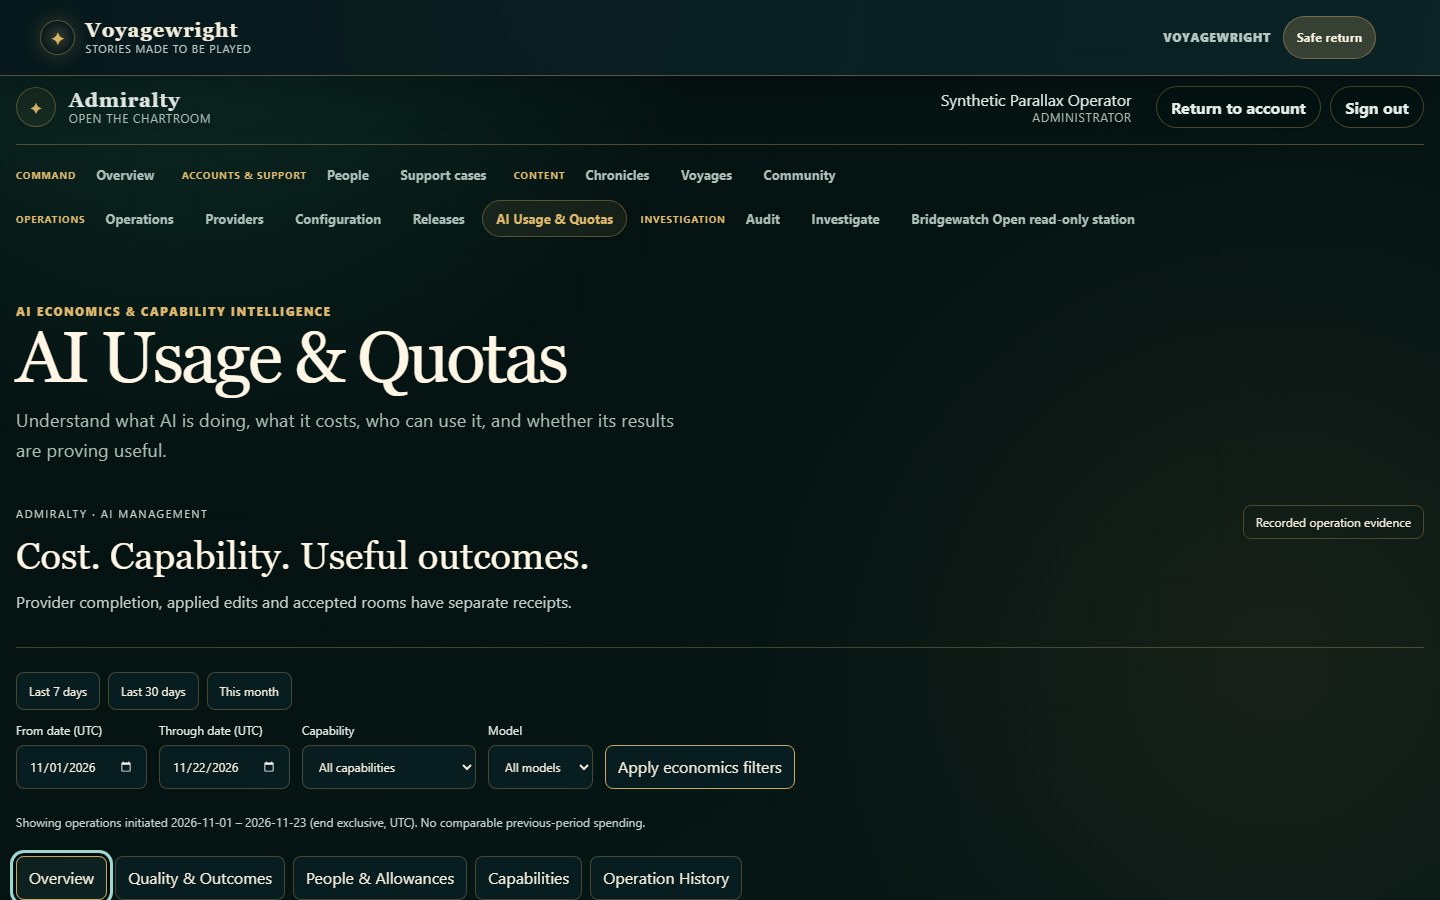 Voyagewright
STORIES MADE TO BE PLAYED
VOYAGEWRIGHT
Safe return
Admiralty
OPEN THE CHARTROOM
Synthetic Parallax Operator
ADMINISTRATOR
Return to account
Sign out
COMMAND Overview ACCOUNTS & SUPPORT People Support cases CONTENT Chronicles Voyages Community
OPERATIONS Operations Providers Configuration Releases AI Usage & Quotas INVESTIGATION Audit Investigate Bridgewatch Open read-only station
AI ECONOMICS & CAPABILITY INTELLIGENCE
AI Usage & Quotas
Understand what AI is doing, what it costs, who can use it, and whether its results
are proving useful.
ADMIRALTY · AI MANAGEMENT
Recorded operation evidence
Cost. Capability. Useful outcomes.
Provider completion, applied edits and accepted rooms have separate receipts.
Last 7 days Last 30 days This month
From date (UTC) Through date (UTC) Capability Model
11/01/2026 11/22/2026 All capabilities All models Apply economics filters
Showing operations initiated 2026-11-01 – 2026-11-23 (end exclusive, UTC). No comparable previous-period spending.
Overview Quality & Outcomes People & Allowances Capabilities Operation History